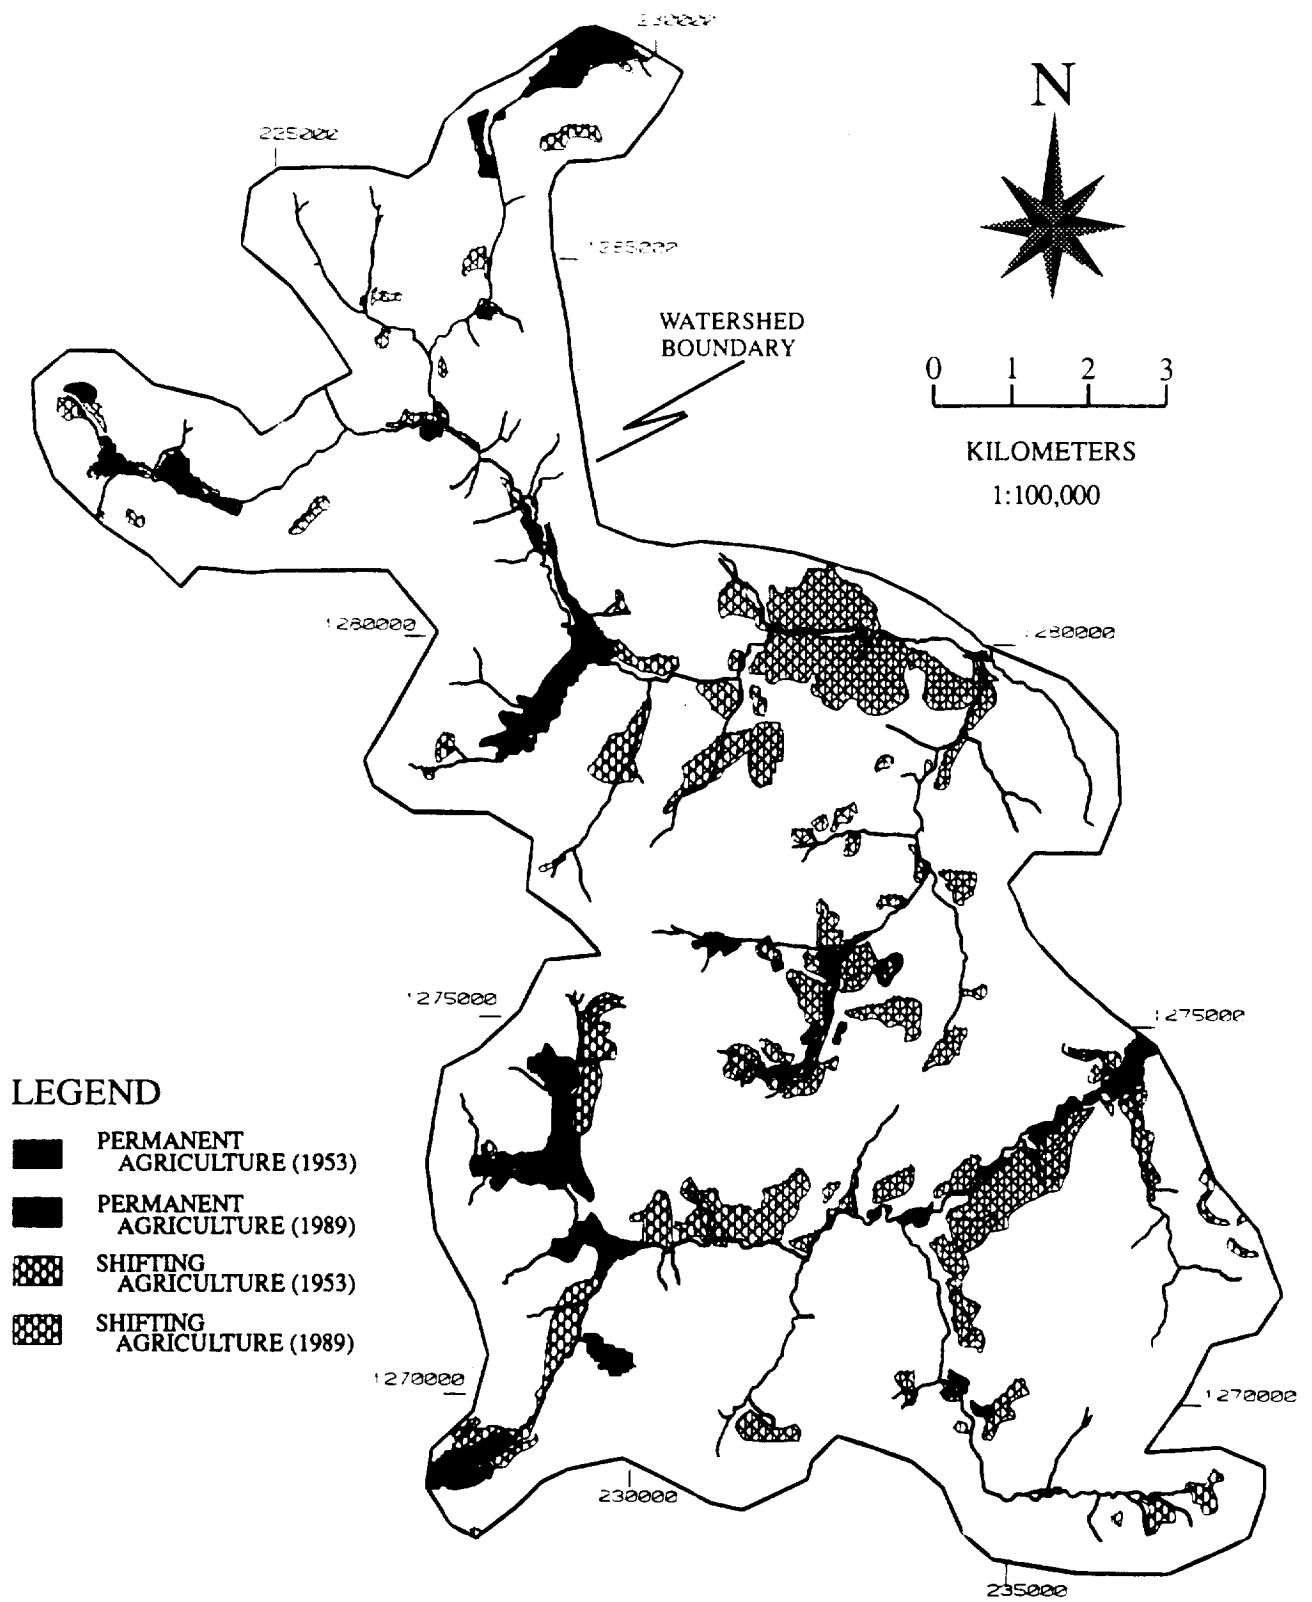 230000
N
225000
1285000
WATERSHED
BOUNDARY
0 1 2 3
KILOMETERS
1:100,000
1280000
1280000
1275000
1275000
LEGEND
PERMANENT
AGRICULTURE (1953)
PERMANENT
AGRICULTURE (1989)
SHIFTING
AGRICULTURE (1953)
SHIFTING
AGRICULTURE (1989)
1270000
1270000
230000
235000